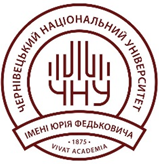 ЧЕРНІВЕЦЬКИЙ НАЦІОНАЛЬНИЙ УНІВЕРСИТЕТ
ЧНУ
ІМЕНІ ЮРІЯ ФЕДЬКОВИЧА
• 1875 •
VIVAT ACADEMIA